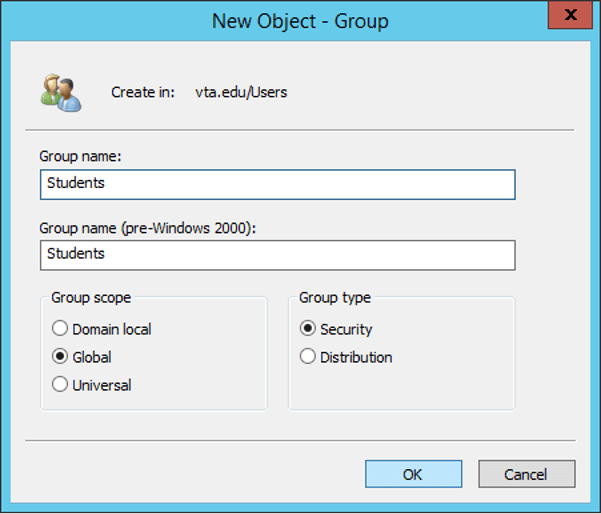 New Object - Group
x
Create in: vta.edu/Users
Group name:
Students
Group name (pre-Windows 2000):
Students
Group scope
Domain local
Global
Universal
Group type
Security
Distribution
OK Cancel